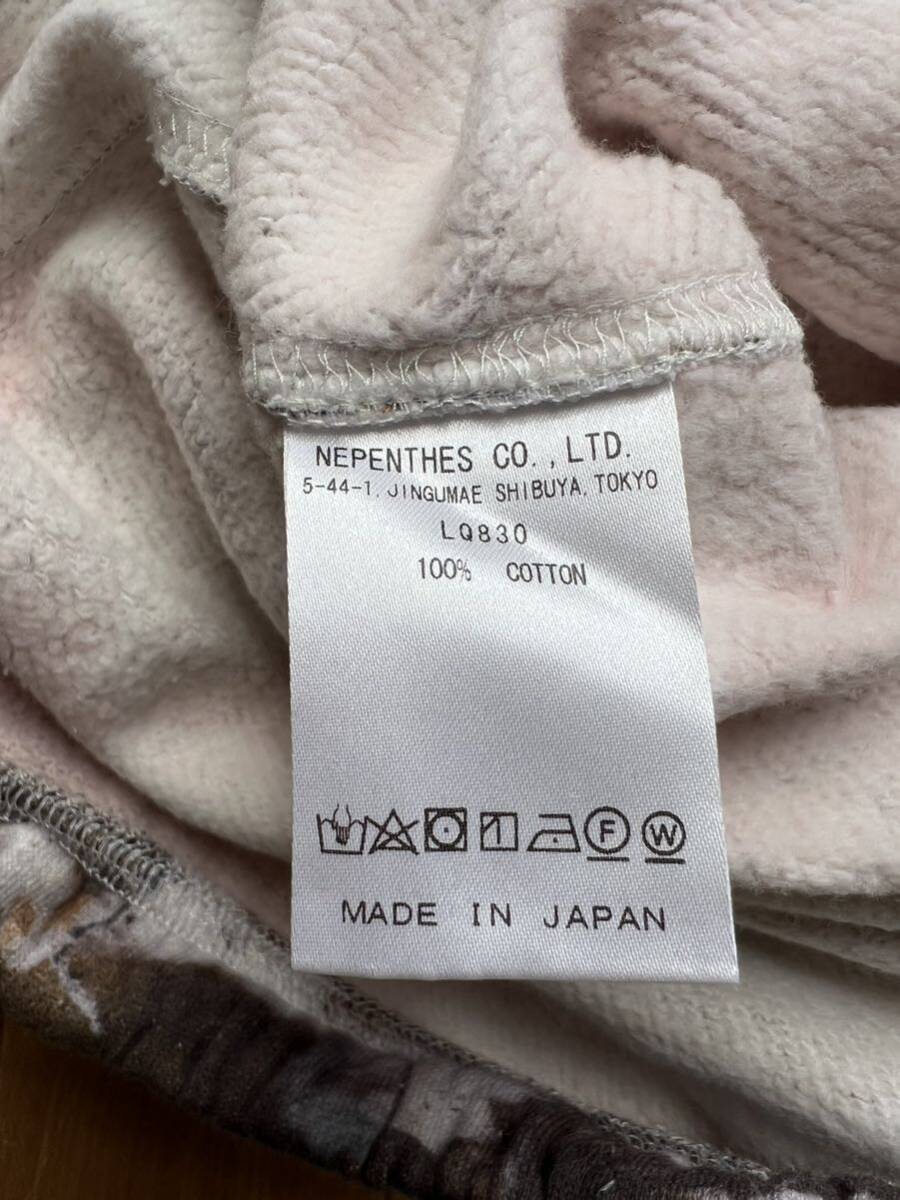 NEPENTHES CO., LTD.
5-44-1, JINGUMAE SHIBUYA, TOKYO
LQ830
100% COTTON
F W
MADE IN JAPAN